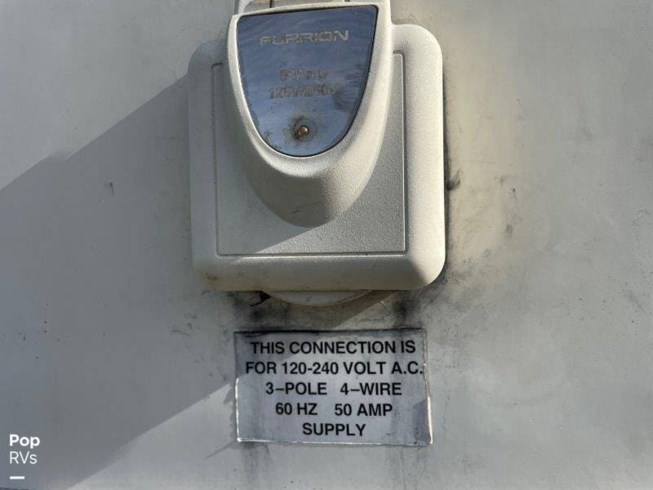 FURRION
THIS CONNECTION IS
FOR 120-240 VOLT A.C.
3-POLE 4-WIRE
60 HZ 50 AMP
SUPPLY
Pop
RVs